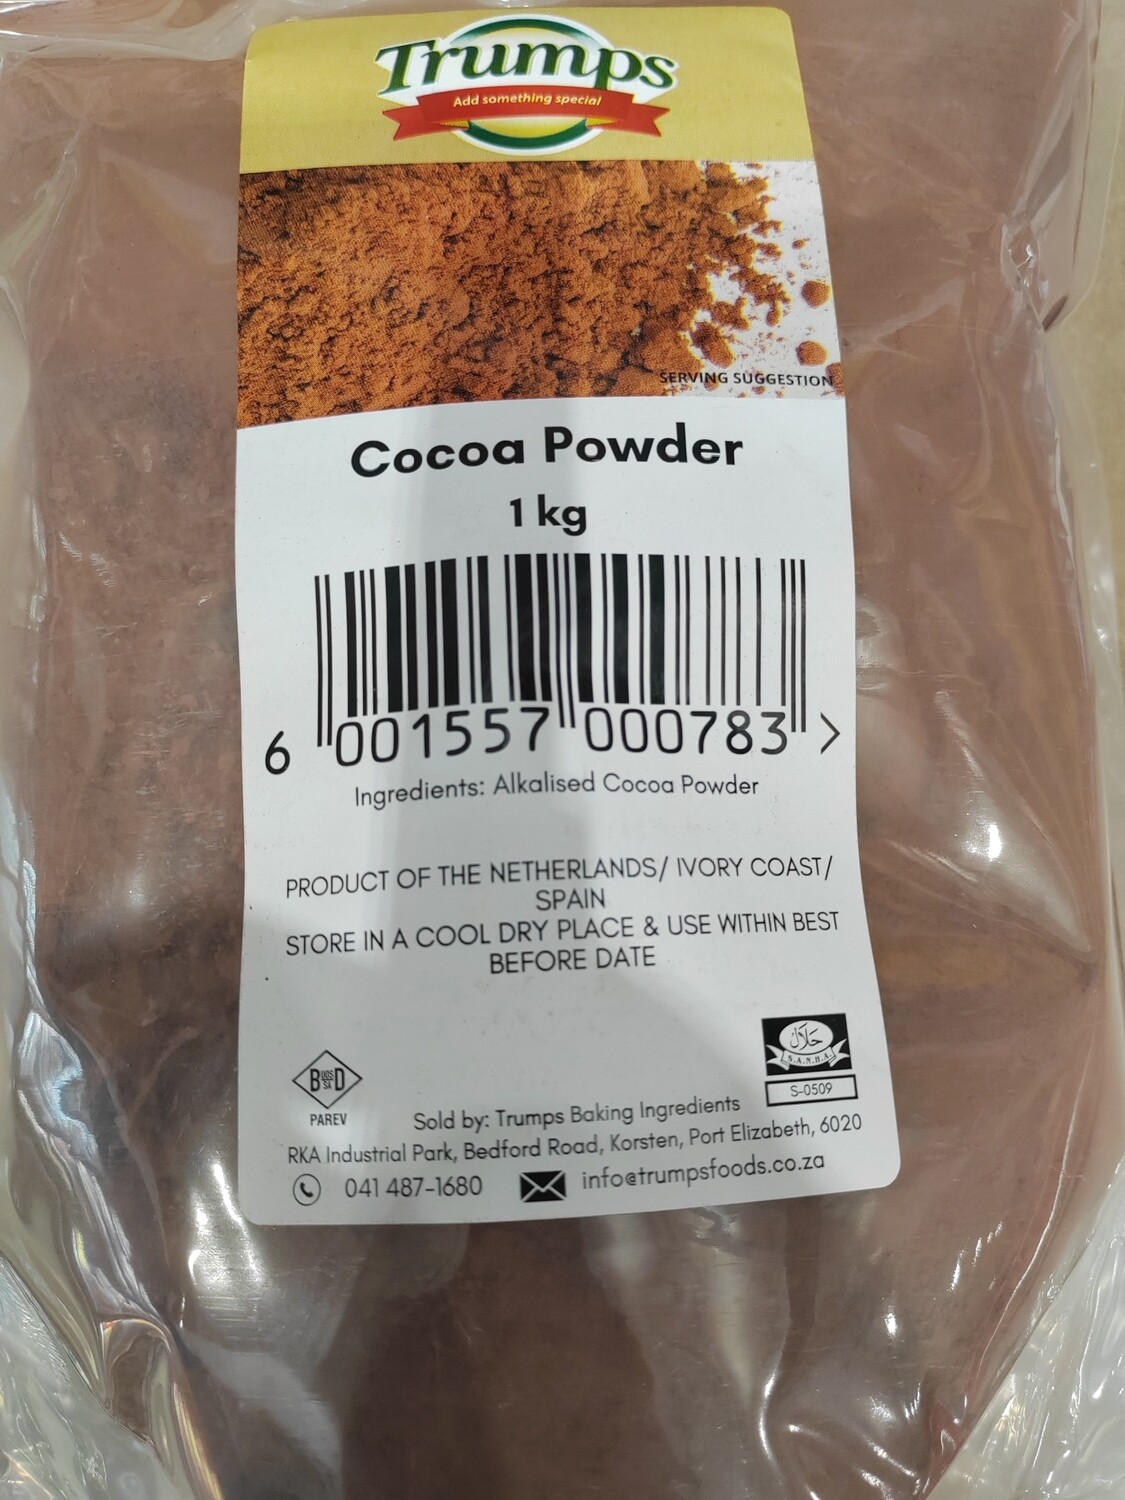 Trumps
Add something special
SERVING SUGGESTION
Cocoa Powder
1 kg
6 001557 000783 >
Ingredients: Alkalised Cocoa Powder
PRODUCT OF THE NETHERLANDS/ IVORY COAST/
SPAIN
STORE IN A COOL DRY PLACE & USE WITHIN BEST
BEFORE DATE
حلال
S.A.N.H.A.
S-0509
B UOS SA D
PAREV
Sold by: Trumps Baking Ingredients
RKA Industrial Park, Bedford Road, Korsten, Port Elizabeth, 6020
041 487-1680
info@trumpsfoods.co.za